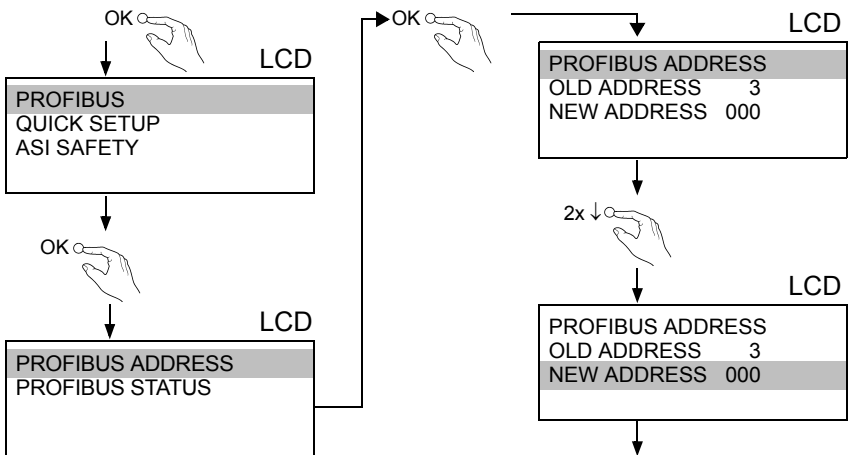 OK
LCD
PROFIBUS
QUICK SETUP
ASI SAFETY
OK
LCD
PROFIBUS ADDRESS
PROFIBUS STATUS
OK
LCD
PROFIBUS ADDRESS
OLD ADDRESS 3
NEW ADDRESS 000
2x ↓
LCD
PROFIBUS ADDRESS
OLD ADDRESS 3
NEW ADDRESS 000